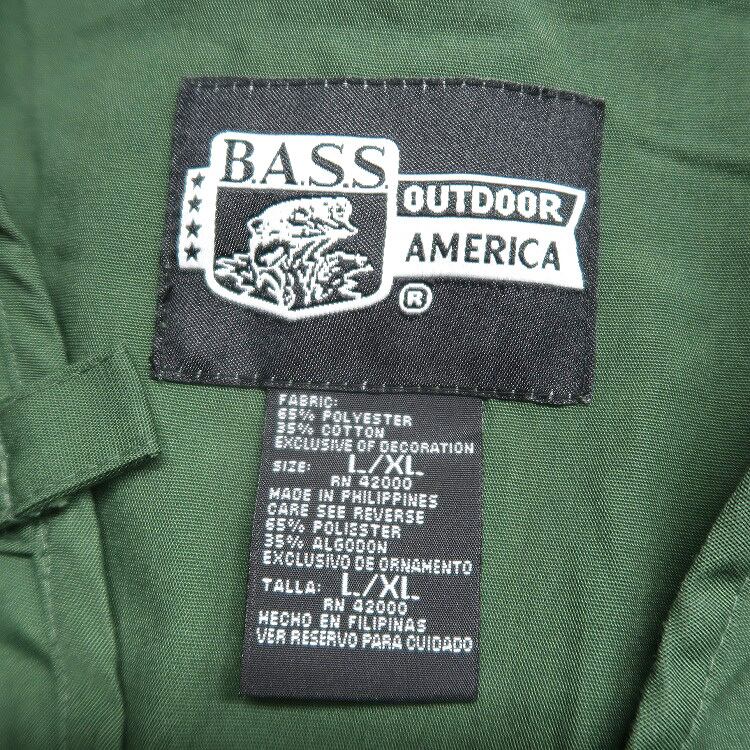 B.A.S.S.
OUTDOOR
AMERICA
®
FABRIC:
65% POLYESTER
35% COTTON
EXCLUSIVE OF DECORATION
SIZE: L/XL
RN 42000
MADE IN PHILIPPINES
CARE SEE REVERSE
65% POLIESTER
35% ALGODON
EXCLUSIVO DE ORNAMENTO
TALLA: L/XL
RN 42000
HECHO EN FILIPINAS
VER RESERVO PARA CUIDADO